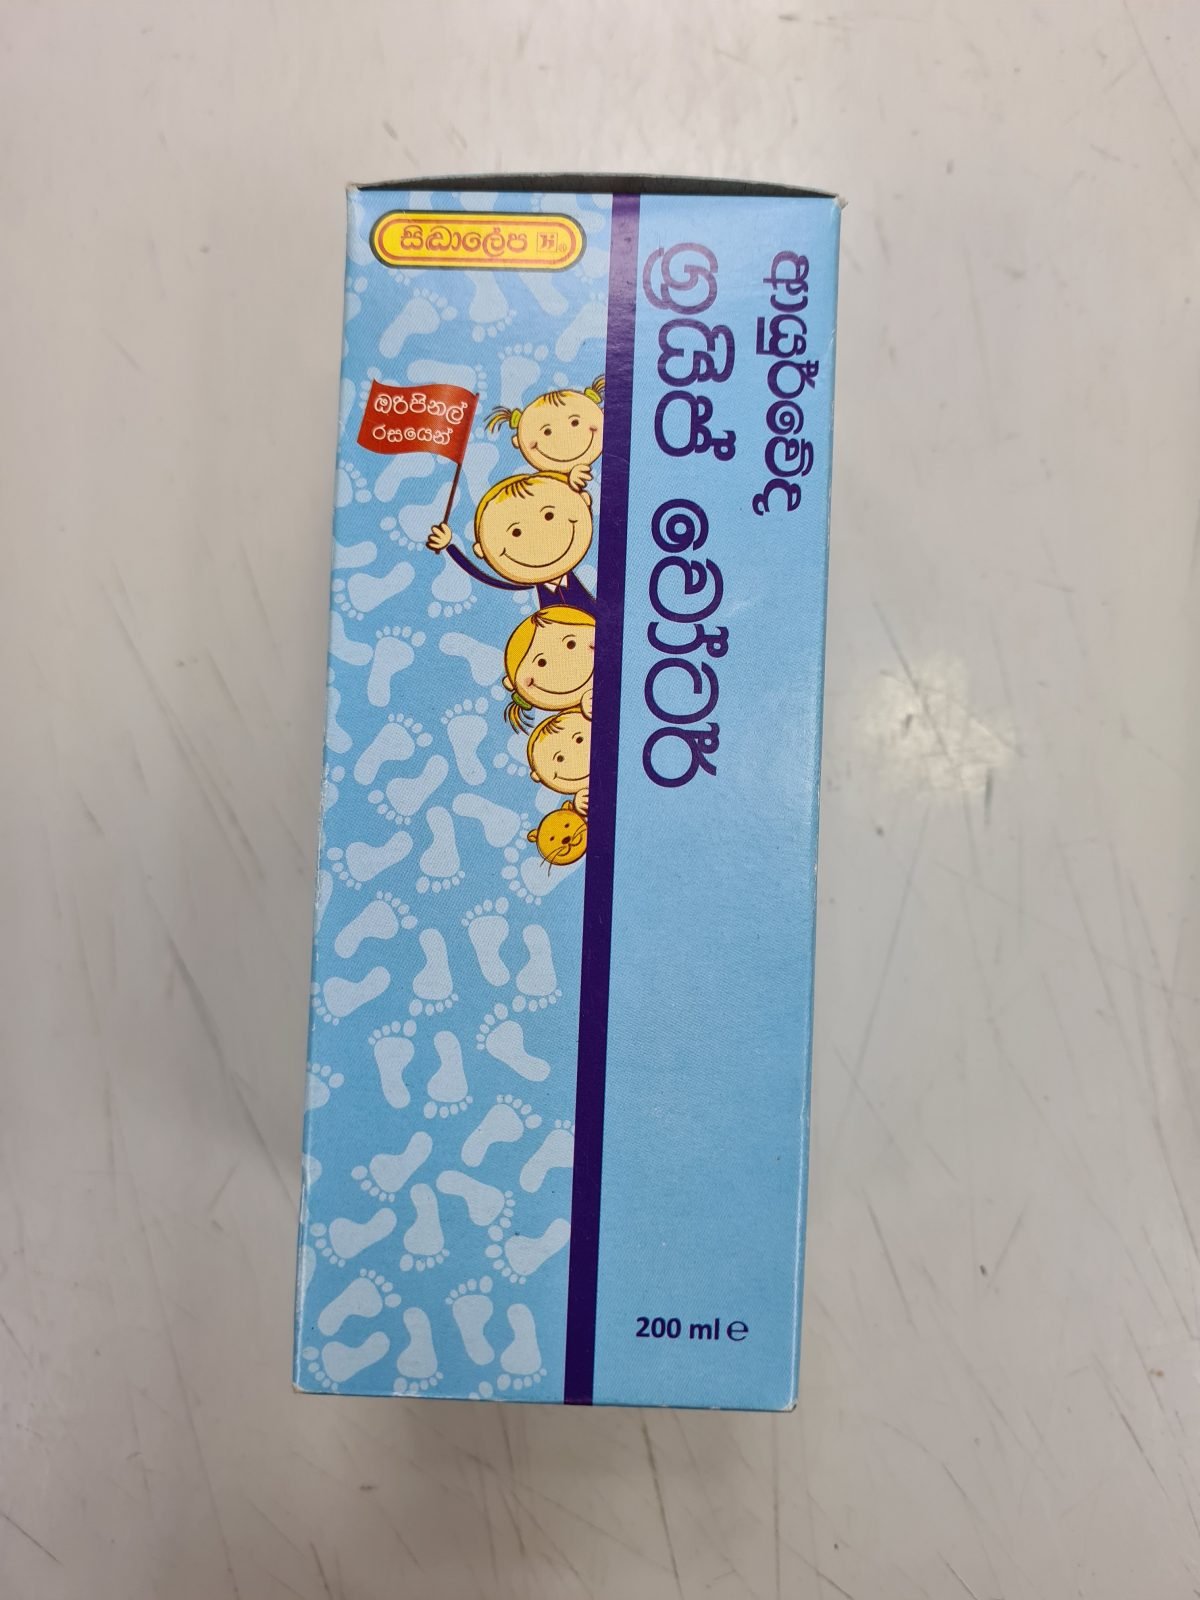 සිඩාලේප
ඔරිජිනල්
රසයෙන්
ආයුර්වේද
ග්‍රයිප් වෝටර්
200 ml ℮